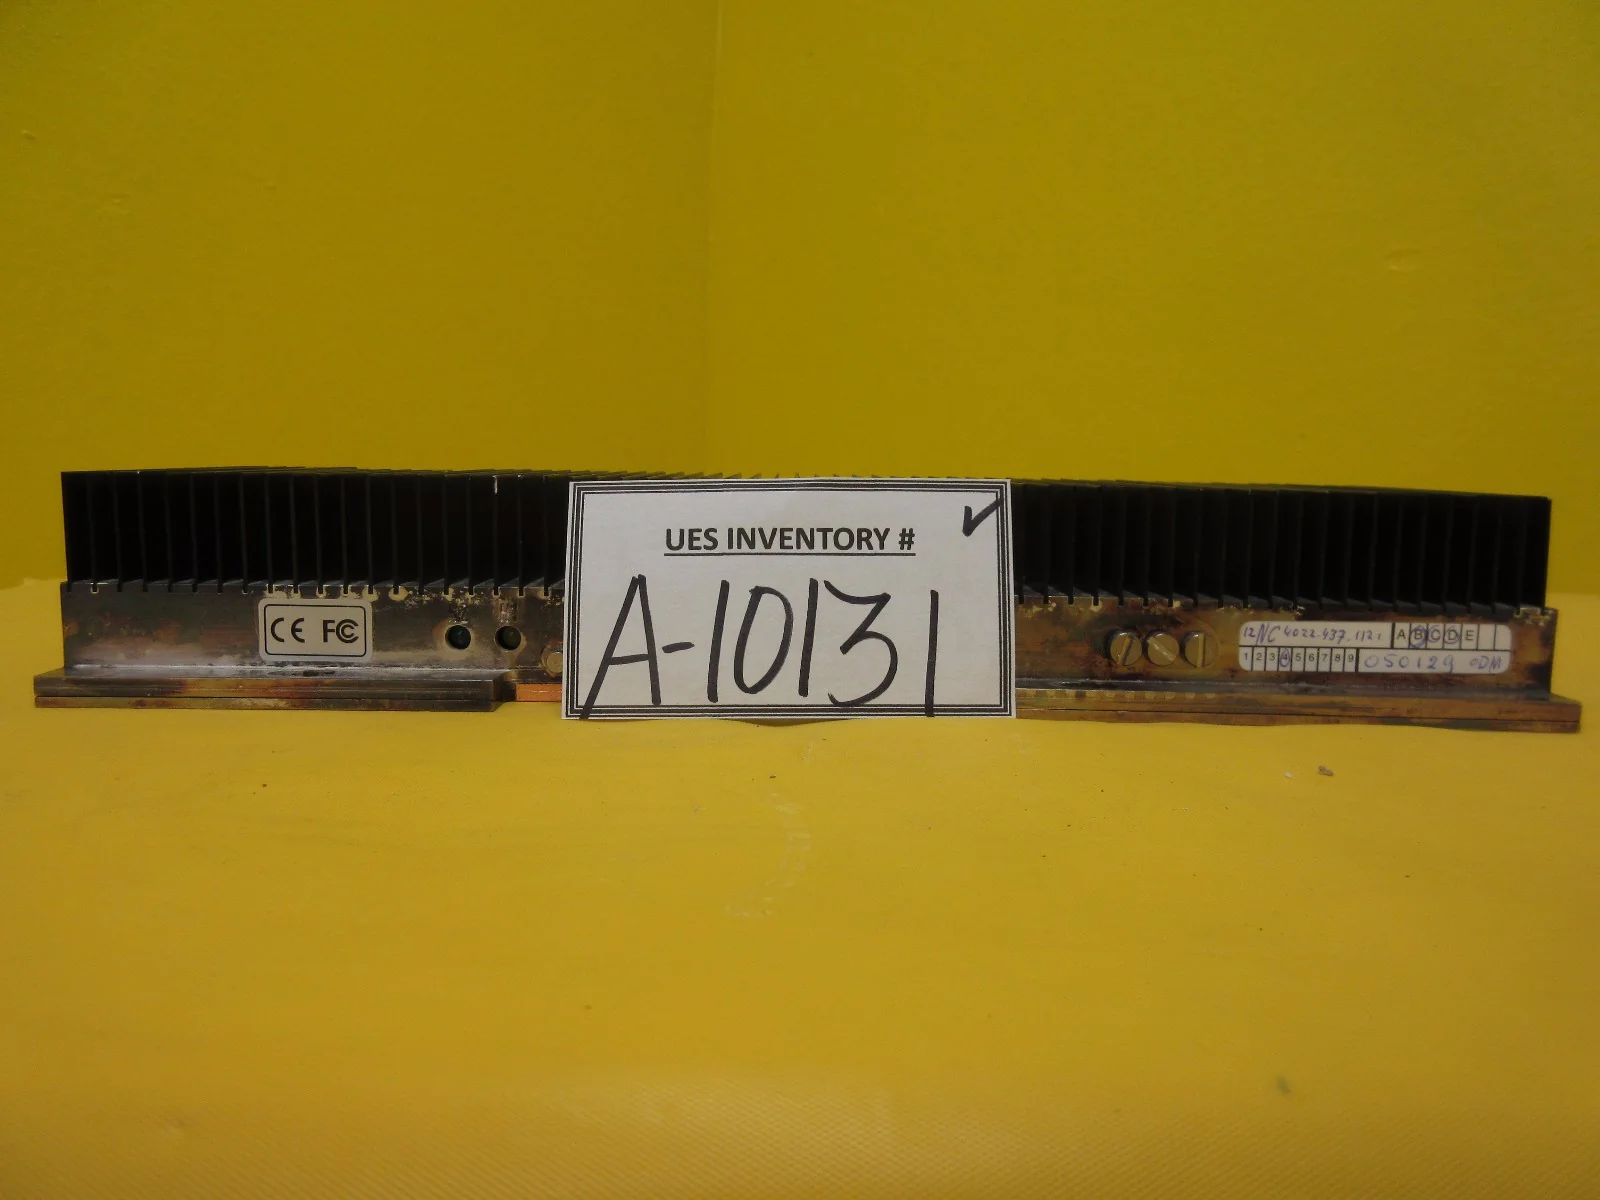 UES INVENTORY #
A-10131
CE FC
12NC 4022.437.1121 A B C D E
1 2 3 4 5 6 7 8 9 050129 ODM